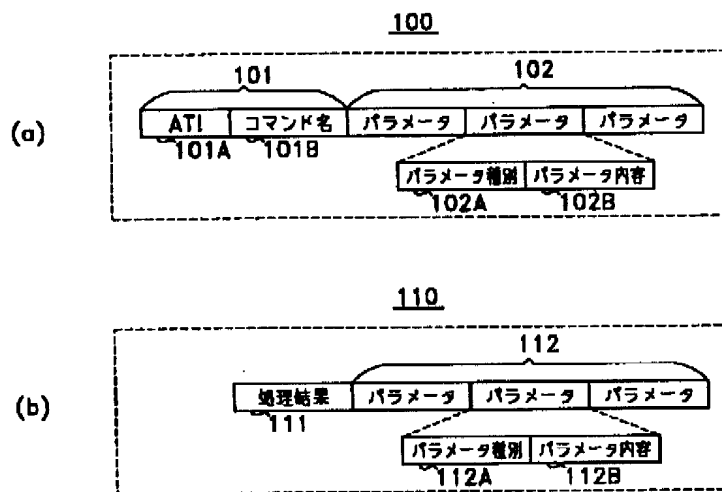 100
101 102
(a)
ATI コマンド名 パラメータ パラメータ パラメータ
101A 101B
パラメータ種別 パラメータ内容
102A 102B
110
112
(b)
処理結果 パラメータ パラメータ パラメータ
111
パラメータ種別 パラメータ内容
112A 112B